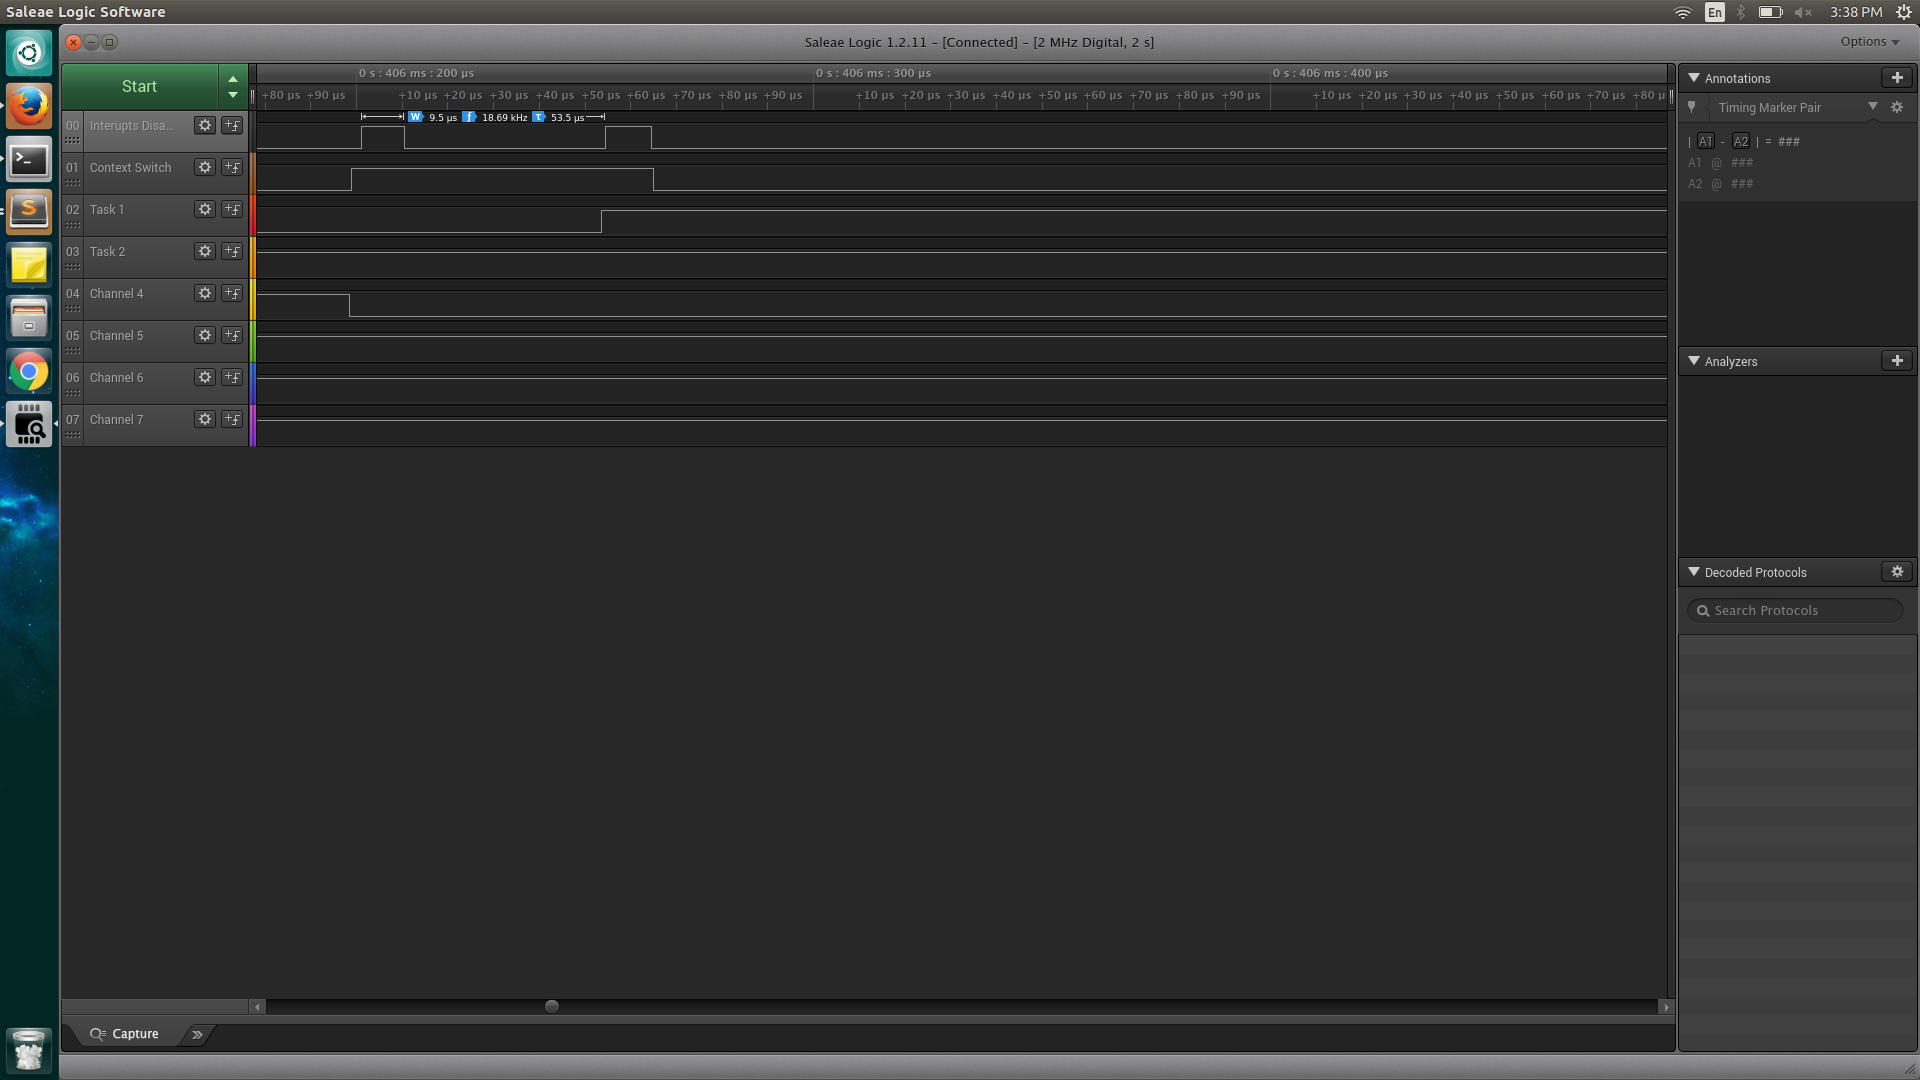 Saleae Logic Software
En
3:38 PM
Saleae Logic 1.2.11 – [Connected] – [2 MHz Digital, 2 s]
Options
Start
0 s : 406 ms : 200 µs
0 s : 406 ms : 300 µs
0 s : 406 ms : 400 µs
+80 µs +90 µs +10 µs +20 µs +30 µs +40 µs +50 µs +60 µs +70 µs +80 µs +90 µs +10 µs +20 µs +30 µs +40 µs +50 µs +60 µs +70 µs +80 µs +90 µs +10 µs +20 µs +30 µs +40 µs +50 µs +60 µs +70 µs +80 µ
W 9.5 µs f 18.69 kHz τ 53.5 µs
00 Interupts Disa...
01 Context Switch
02 Task 1
03 Task 2
04 Channel 4
05 Channel 5
06 Channel 6
07 Channel 7
Annotations
Timing Marker Pair
| A1 - A2 | = ###
A1 @ ###
A2 @ ###
Analyzers
Decoded Protocols
Search Protocols
Capture